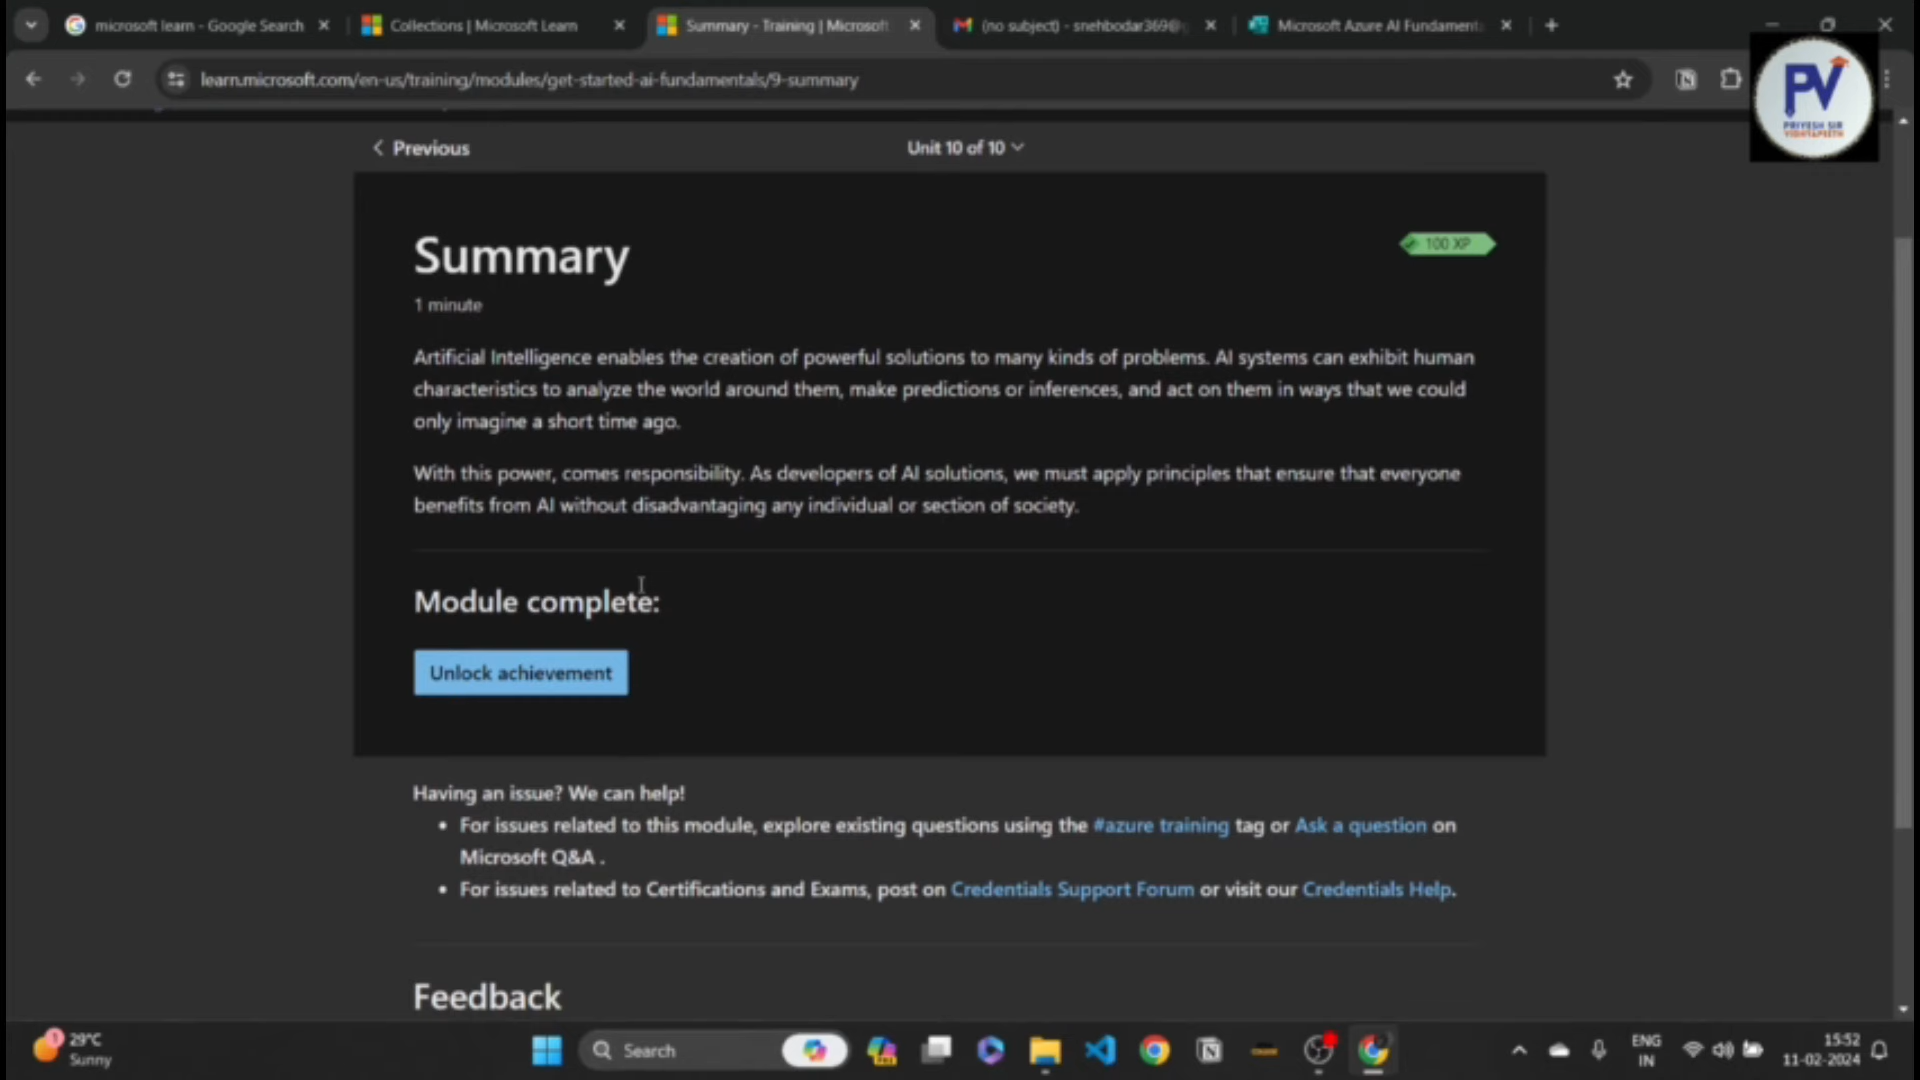 microsoft learn - Google Search
Collections | Microsoft Learn
Summary - Training | Microsoft
(no subject) - snehbodar369@
Microsoft Azure AI Fundament
learn.microsoft.com/en-us/training/modules/get-started-ai-fundamentals/9-summary
PV
PRIYESH SIR
VIDHYAPEETH
Previous
Unit 10 of 10
Summary
100 XP
1 minute
Artificial Intelligence enables the creation of powerful solutions to many kinds of problems. AI systems can exhibit human
characteristics to analyze the world around them, make predictions or inferences, and act on them in ways that we could
only imagine a short time ago.
With this power, comes responsibility. As developers of AI solutions, we must apply principles that ensure that everyone
benefits from AI without disadvantaging any individual or section of society.
Module complete:
Unlock achievement
Having an issue? We can help!
• For issues related to this module, explore existing questions using the #azure training tag or Ask a question on
Microsoft Q&A .
• For issues related to Certifications and Exams, post on Credentials Support Forum or visit our Credentials Help.
Feedback
1
29°C
Sunny
Search
ENG
IN
15:52
11-02-2024